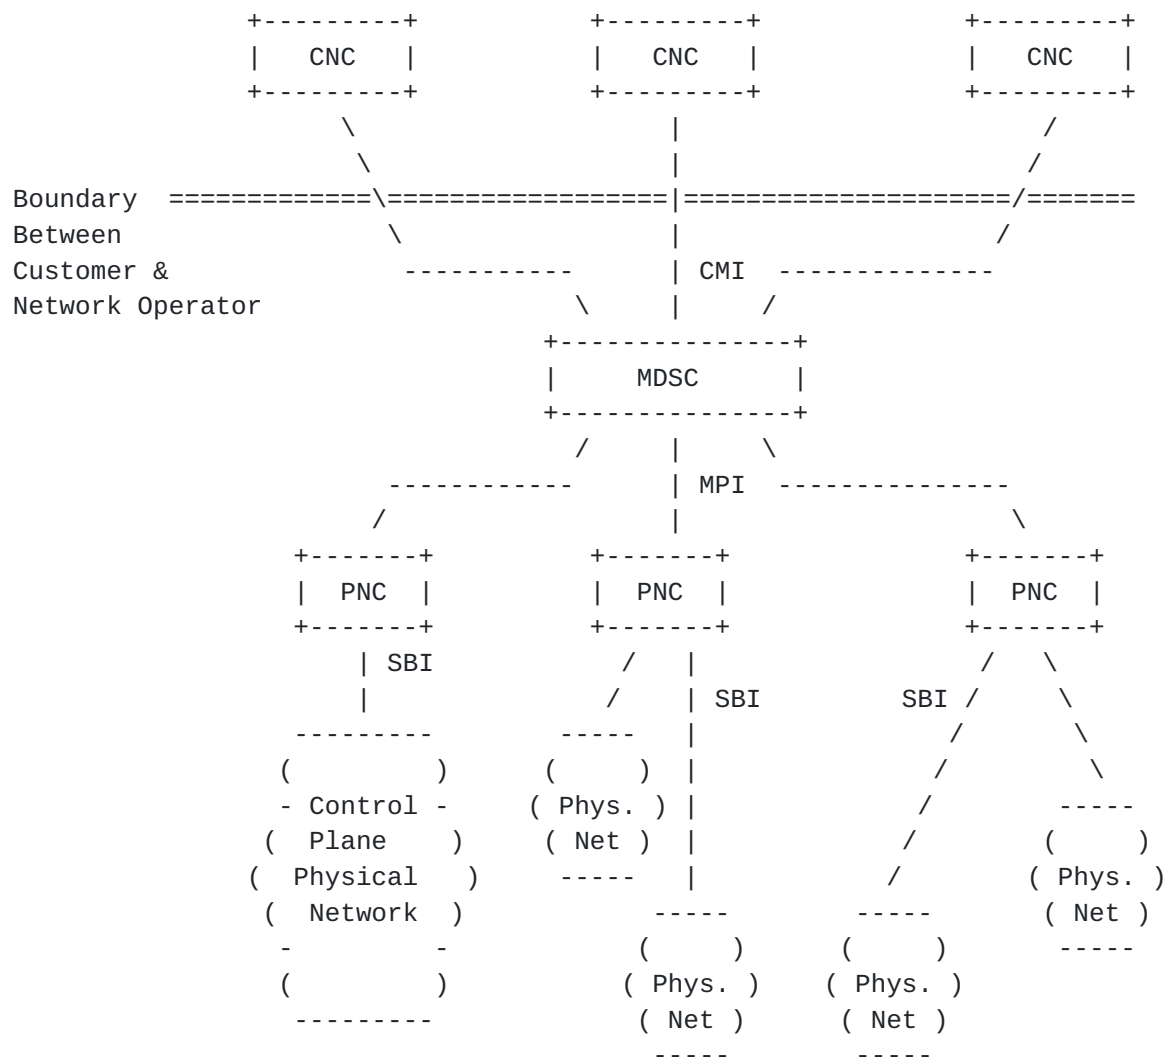 CNC CNC CNC
Boundary
Between
Customer & CMI
Network Operator
MDSC
MPI
PNC PNC PNC
SBI
SBI SBI
Control Phys.
Plane Net
Physical Phys.
Network Net
Phys. Phys.
Net Net